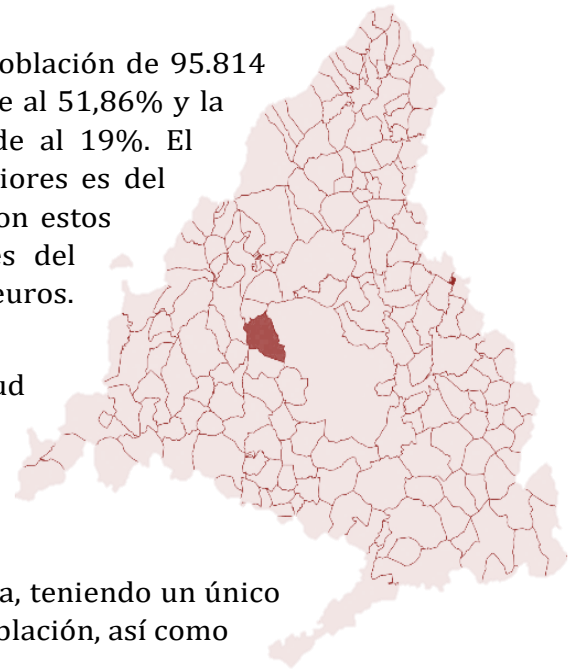 oblación de 95.814
e al 51,86% y la
de al 19%. El
iores es del
on estos
es del
euros.
ud
a, teniendo un único
blación, así como